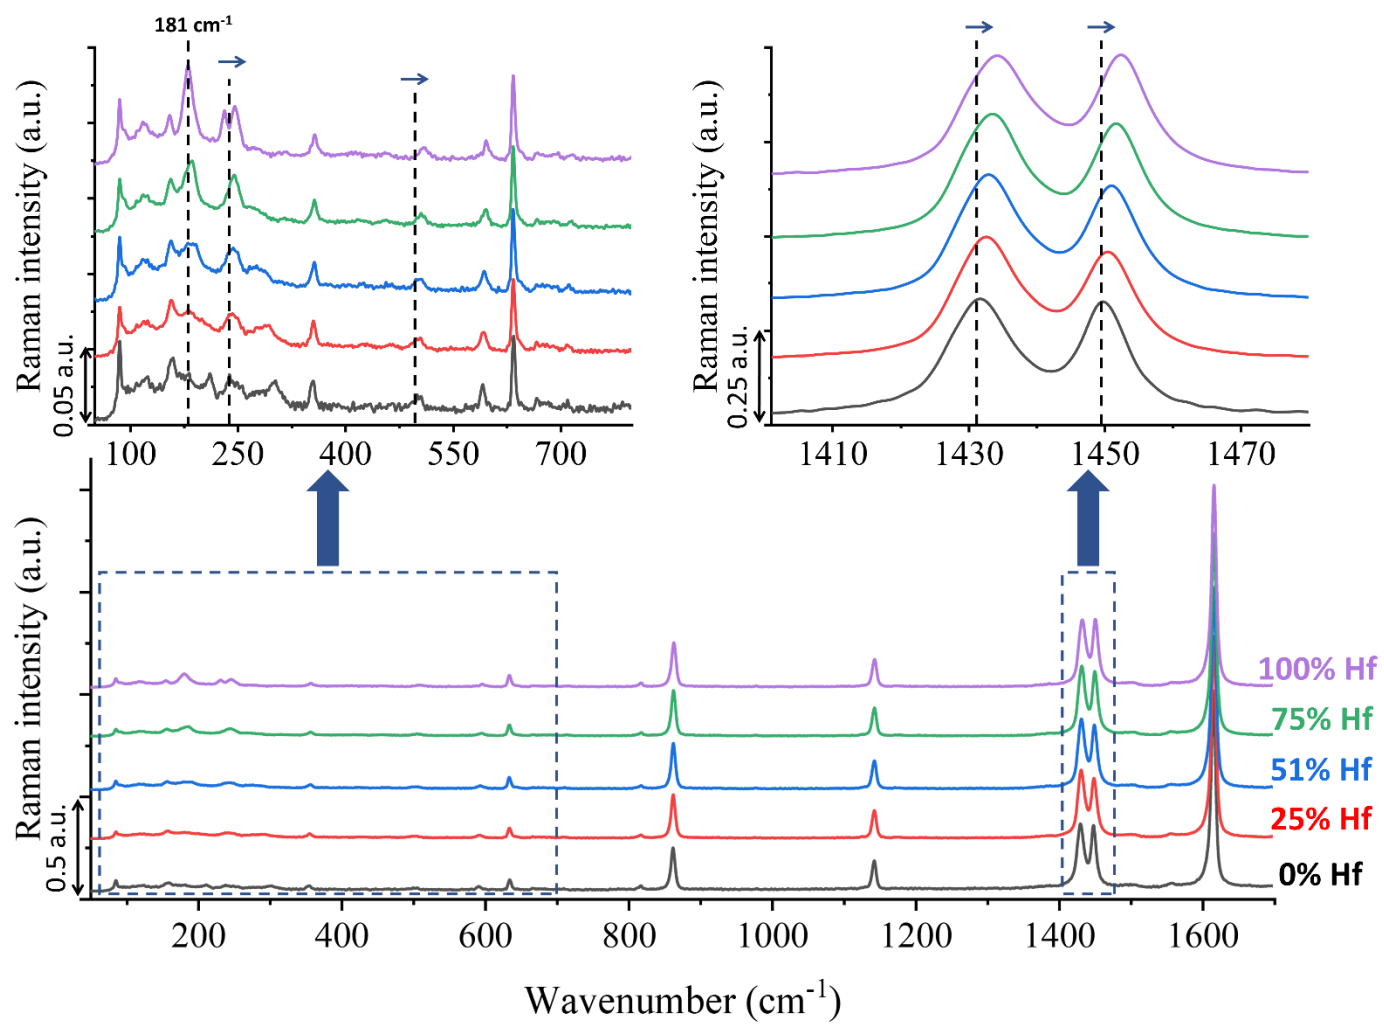 181 cm-1
Raman intensity (a.u.)
0.05 a.u.
100 250 400 550 700
Raman intensity (a.u.)
0.25 a.u.
1410 1430 1450 1470
Raman intensity (a.u.)
0.5 a.u.
100% Hf
75% Hf
51% Hf
25% Hf
0% Hf
200 400 600 800 1000 1200 1400 1600
Wavenumber (cm-1)